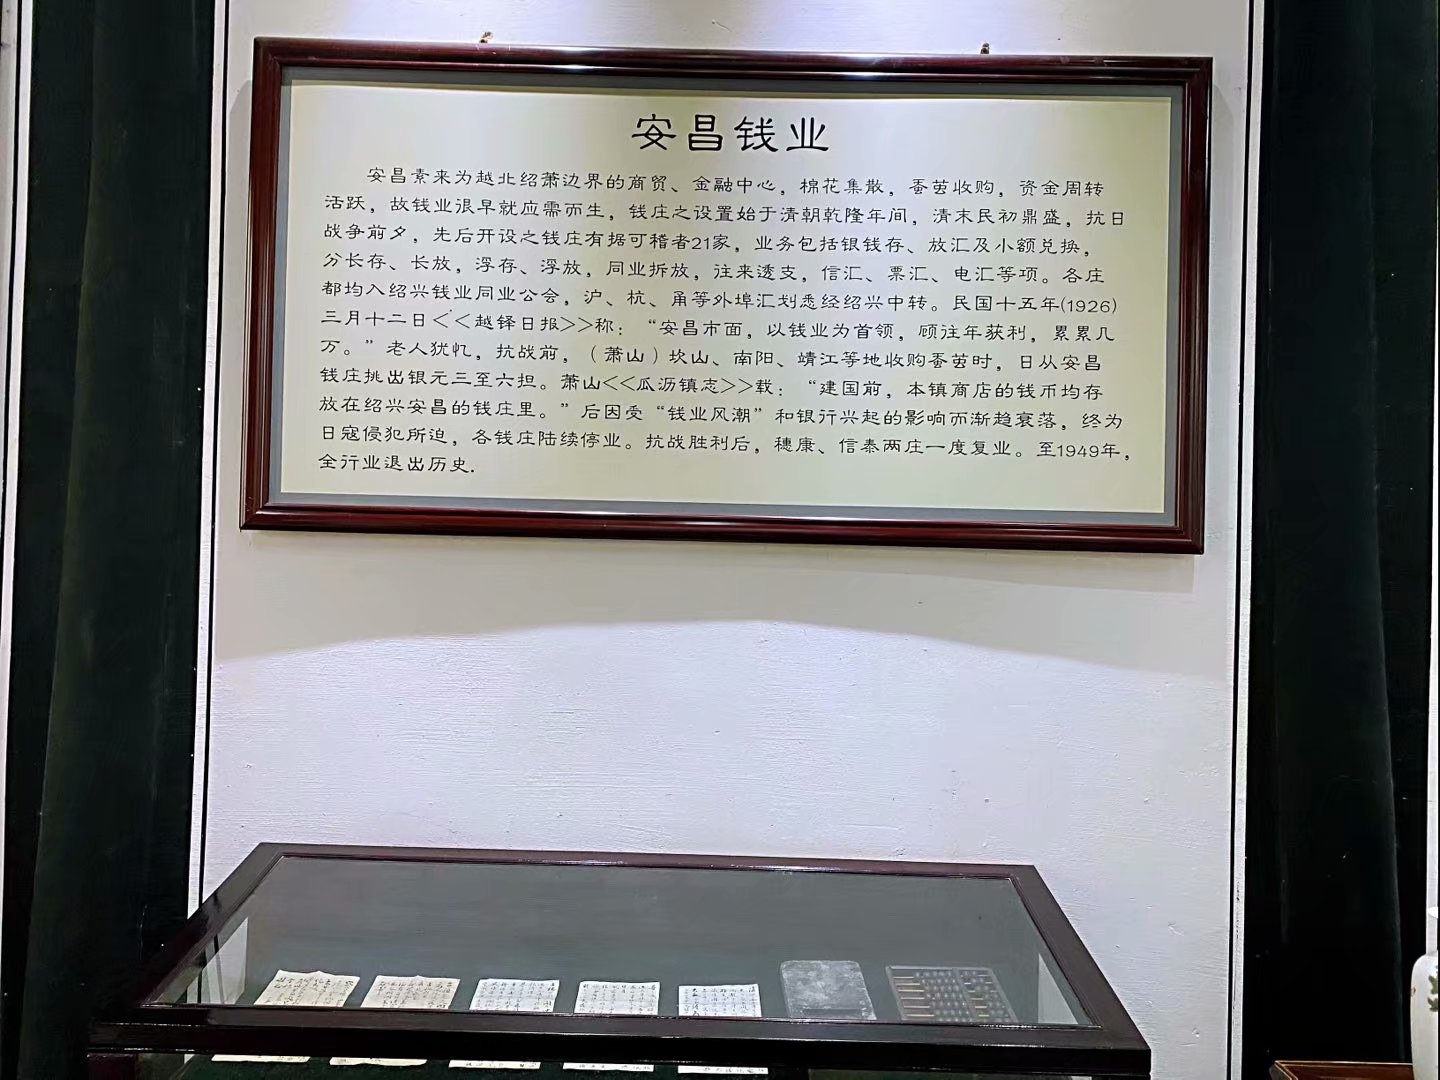 安昌钱业
安昌素来为越北绍萧边界的商贸、金融中心，棉花集散，蚕茧收购，资金周转
活跃，故钱业很早就应需而生，钱庄之设置始于清朝乾隆年间，清末民初鼎盛，抗日
战争前夕，先后开设之钱庄有据可稽者21家，业务包括银钱存、放汇及小额兑换，
分长存、长放，浮存、浮放，同业拆放，往来透支，信汇、票汇、电汇等项。各庄
都均入绍兴钱业同业公会，沪、杭、甬等外埠汇划悉经绍兴中转。民国十五年(1926)
三月十二日<<越铎日报>>称：“安昌市面，以钱业为首领，顾往年获利，累累几
万。”老人犹忆，抗战前，（萧山）坎山、南阳、靖江等地收购蚕茧时，日从安昌
钱庄挑出银元三至六担。萧山<<瓜沥镇志>>载：“建国前，本镇商店的钱币均存
放在绍兴安昌的钱庄里。”后因受“钱业风潮”和银行兴起的影响而渐趋衰落，终为
日寇侵犯所迫，各钱庄陆续停业。抗战胜利后，穗康、信泰两庄一度复业。至1949年，
全行业退出历史.